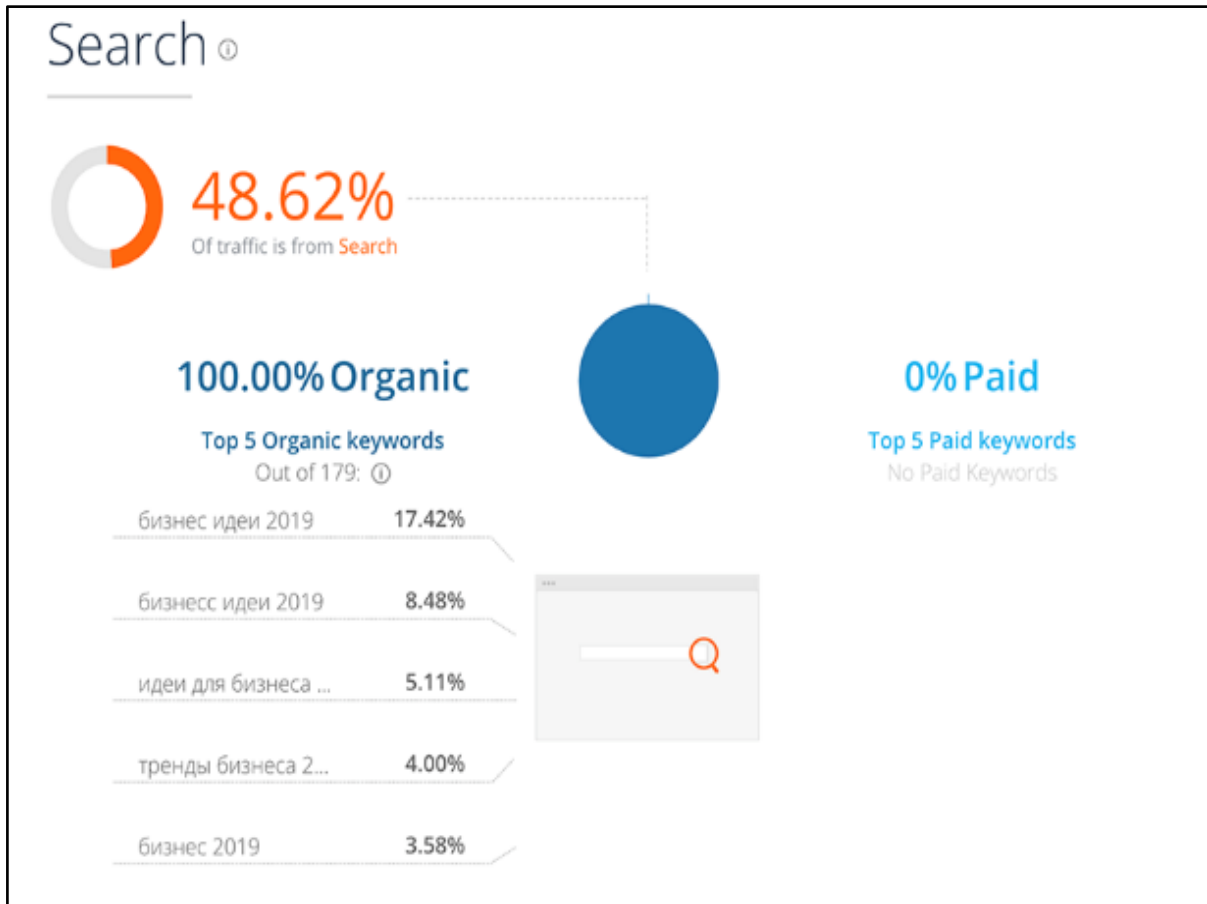 Search
48.62%
Of traffic is from Search
100.00% Organic
0% Paid
Top 5 Organic keywords
Top 5 Paid keywords
Out of 179:
No Paid Keywords
бизнес идеи 2019 17.42%
бизнесс идеи 2019 8.48%
идеи для бизнеса ... 5.11%
тренды бизнеса 2... 4.00%
бизнес 2019 3.58%